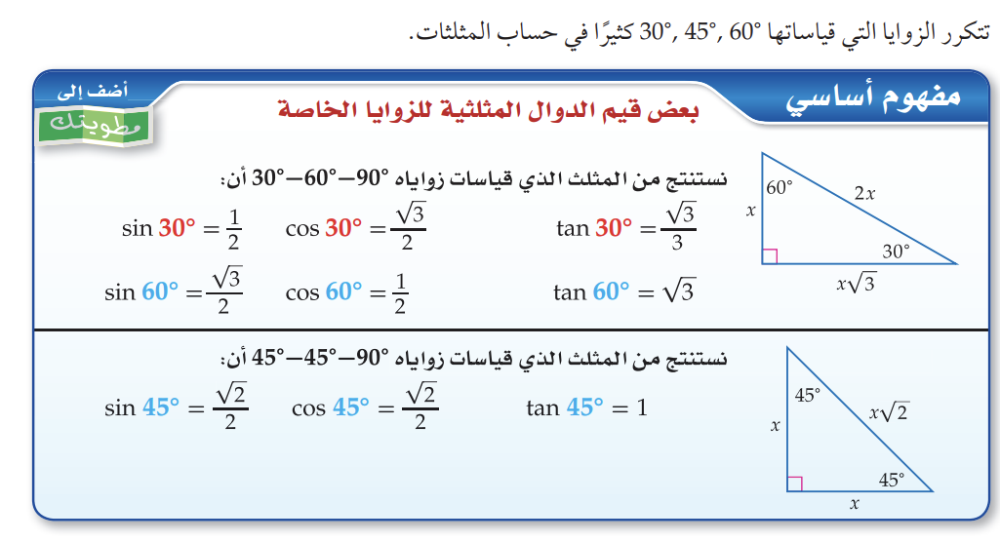 تتكرر الزوايا التي قياساتها 30°, 45°, 60° كثيرًا في حساب المثلثات.
مفهوم أساسي
أضف إلى
مطويتك
بعض قيم الدوال المثلثية للزوايا الخاصة
نستنتج من المثلث الذي قياسات زواياه 30°–60°–90° أن:
sin 30° = 1/2 cos 30° = √3/2 tan 30° = √3/3
sin 60° = √3/2 cos 60° = 1/2 tan 60° = √3
60°
2x
x
30°
x√3
نستنتج من المثلث الذي قياسات زواياه 45°–45°–90° أن:
sin 45° = √2/2 cos 45° = √2/2 tan 45° = 1
45°
x√2
x
45°
x